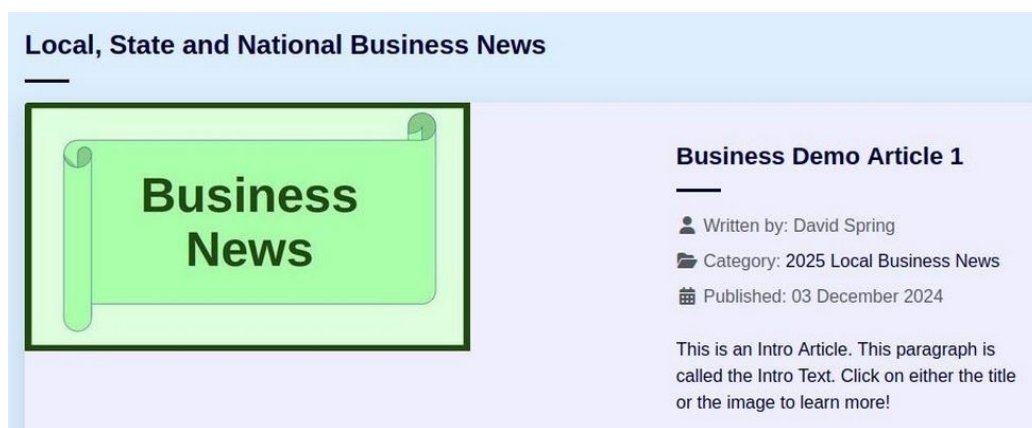 Local, State and National Business News
Business
News
Business Demo Article 1
Written by: David Spring
Category: 2025 Local Business News
Published: 03 December 2024
This is an Intro Article. This paragraph is
called the Intro Text. Click on either the title
or the image to learn more!